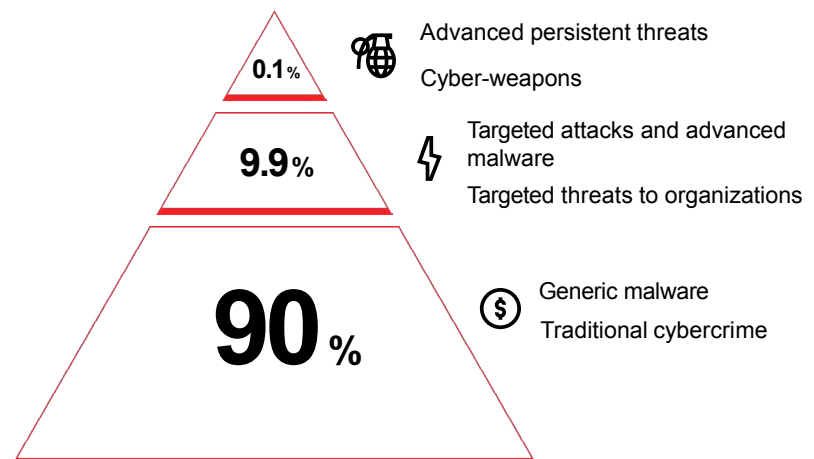 Advanced persistent threats
0.1%
Cyber-weapons
Targeted attacks and advanced
malware
9.9%
Targeted threats to organizations
Generic malware
$
Traditional cybercrime
90%